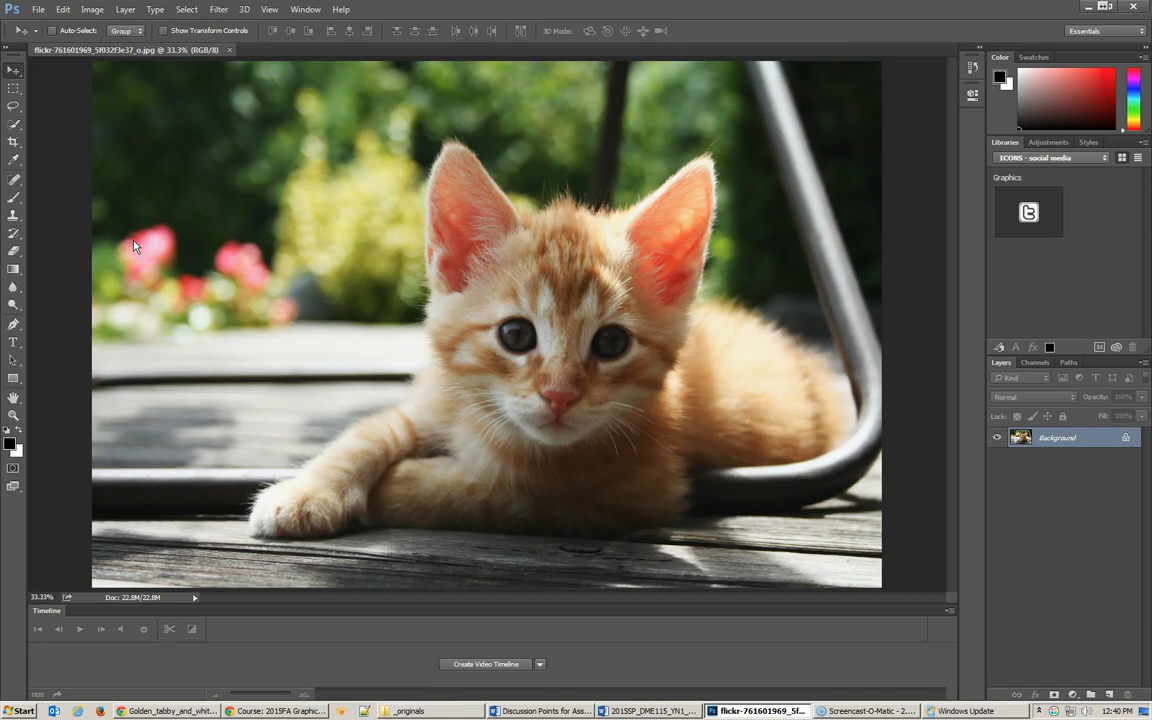 Ps File Edit Image Layer Type Select Filter 3D View Window Help
Auto-Select: Group Show Transform Controls 3D Mode: Essentials
flickr-761601969_5f032f3e37_o.jpg @ 33.3% (RGB/8) ×
Color Swatches
Libraries Adjustments Styles
ICONS - social media
Graphics
Layers Channels Paths
Kind
Normal Opacity: 100%
Lock: Fill: 100%
Background
33.33% Doc: 22.8M/22.8M
Timeline
Create Video Timeline
Start Golden_tabby_and_whit... Course: 2015FA Graphic... _originals Discussion Points for Ass... 2015SP_DME115_YN1_... flickr-761601969_5f... Screencast-O-Matic - 2.... Windows Update 12:40 PM